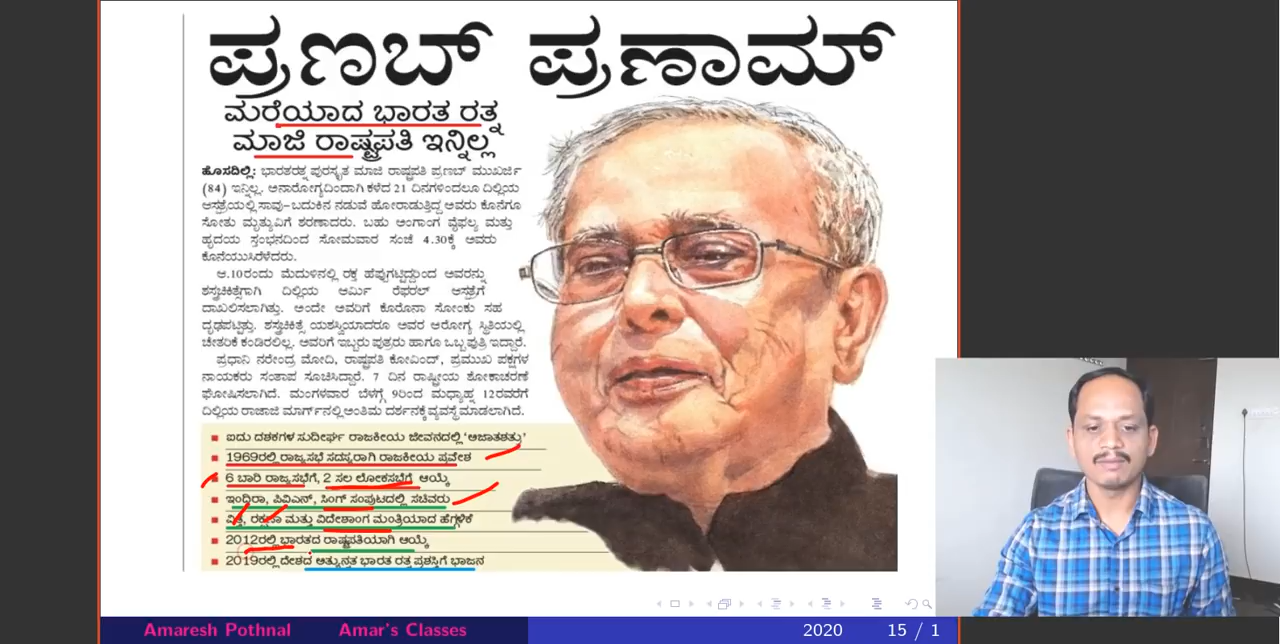 ಪ್ರಣಬ್ ಪ್ರಣಾಮ್
ಮರೆಯಾದ ಭಾರತ ರತ್ನ
ಮಾಜಿ ರಾಷ್ಟ್ರಪತಿ ಇನ್ನಿಲ್ಲ
ಹೊಸದಿಲ್ಲಿ: ಭಾರತರತ್ನ ಪುರಸ್ಕೃತ ಮಾಜಿ ರಾಷ್ಟ್ರಪತಿ ಪ್ರಣಬ್ ಮುಖರ್ಜಿ
(84) ಇನ್ನಿಲ್ಲ. ಅನಾರೋಗ್ಯದಿಂದಾಗಿ ಕಳೆದ 21 ದಿನಗಳಿಂದಲೂ ದಿಲ್ಲಿಯ
ಆಸ್ಪತ್ರೆಯಲ್ಲಿ ಸಾವು-ಬದುಕಿನ ನಡುವೆ ಹೋರಾಡುತ್ತಿದ್ದ ಅವರು ಕೊನೆಗೂ
ಸೋತು ಮೃತ್ಯುವಿಗೆ ಶರಣಾದರು. ಬಹು ಅಂಗಾಂಗ ವೈಫಲ್ಯ ಮತ್ತು
ಹೃದಯ ಸ್ತಂಭನದಿಂದ ಸೋಮವಾರ ಸಂಜೆ 4.30ಕ್ಕೆ ಅವರು
ಕೊನೆಯುಸಿರೆಳೆದರು.
ಆ.10ರಂದು ಮೆದುಳಿನಲ್ಲಿ ರಕ್ತ ಹೆಪ್ಪುಗಟ್ಟಿದ್ದರಿಂದ ಅವರನ್ನು
ಶಸ್ತ್ರಚಿಕಿತ್ಸೆಗಾಗಿ ದಿಲ್ಲಿಯ ಆರ್ಮಿ ರೆಫರಲ್ ಆಸ್ಪತ್ರೆಗೆ
ದಾಖಲಿಸಲಾಗಿತ್ತು. ಅಂದೇ ಅವರಿಗೆ ಕೊರೊನಾ ಸೋಂಕು ಸಹ
ದೃಢಪಟ್ಟಿತ್ತು. ಶಸ್ತ್ರಚಿಕಿತ್ಸೆ ಯಶಸ್ವಿಯಾದರೂ ಅವರ ಆರೋಗ್ಯ ಸ್ಥಿತಿಯಲ್ಲಿ
ಚೇತರಿಕೆ ಕಂಡಿರಲಿಲ್ಲ. ಅವರಿಗೆ ಇಬ್ಬರು ಪುತ್ರರು ಹಾಗೂ ಒಬ್ಬ ಪುತ್ರಿ ಇದ್ದಾರೆ.
ಪ್ರಧಾನಿ ನರೇಂದ್ರ ಮೋದಿ, ರಾಷ್ಟ್ರಪತಿ ಕೋವಿಂದ್, ಪ್ರಮುಖ ಪಕ್ಷಗಳ
ನಾಯಕರು ಸಂತಾಪ ಸೂಚಿಸಿದ್ದಾರೆ. 7 ದಿನ ರಾಷ್ಟ್ರೀಯ ಶೋಕಾಚರಣೆ
ಘೋಷಿಸಲಾಗಿದೆ. ಮಂಗಳವಾರ ಬೆಳಗ್ಗೆ 9ರಿಂದ ಮಧ್ಯಾಹ್ನ 12ರವರೆಗೆ
ದಿಲ್ಲಿಯ ರಾಜಾಜಿ ಮಾರ್ಗ್‌ನಲ್ಲಿ ಅಂತಿಮ ದರ್ಶನಕ್ಕೆ ವ್ಯವಸ್ಥೆ ಮಾಡಲಾಗಿದೆ.
ಐದು ದಶಕಗಳ ಸುದೀರ್ಘ ರಾಜಕೀಯ ಜೀವನದಲ್ಲಿ 'ಅಜಾತಶತ್ರು'
1969ರಲ್ಲಿ ರಾಜ್ಯಸಭೆ ಸದಸ್ಯರಾಗಿ ರಾಜಕೀಯ ಪ್ರವೇಶ
6 ಬಾರಿ ರಾಜ್ಯಸಭೆಗೆ, 2 ಸಲ ಲೋಕಸಭೆಗೆ ಆಯ್ಕೆ
ಇಂದಿರಾ, ಪಿವಿಎನ್, ಸಿಂಗ್ ಸಂಪುಟದಲ್ಲಿ ಸಚಿವರು
ವಿತ್ತ, ರಕ್ಷಣಾ ಮತ್ತು ವಿದೇಶಾಂಗ ಮಂತ್ರಿಯಾದ ಹೆಗ್ಗಳಿಕೆ
2012ರಲ್ಲಿ ಭಾರತದ ರಾಷ್ಟ್ರಪತಿಯಾಗಿ ಆಯ್ಕೆ
2019ರಲ್ಲಿ ದೇಶದ ಅತ್ಯುನ್ನತ ಭಾರತ ರತ್ನ ಪ್ರಶಸ್ತಿಗೆ ಭಾಜನ
Amaresh Pothnal Amar's Classes 2020 15 / 1